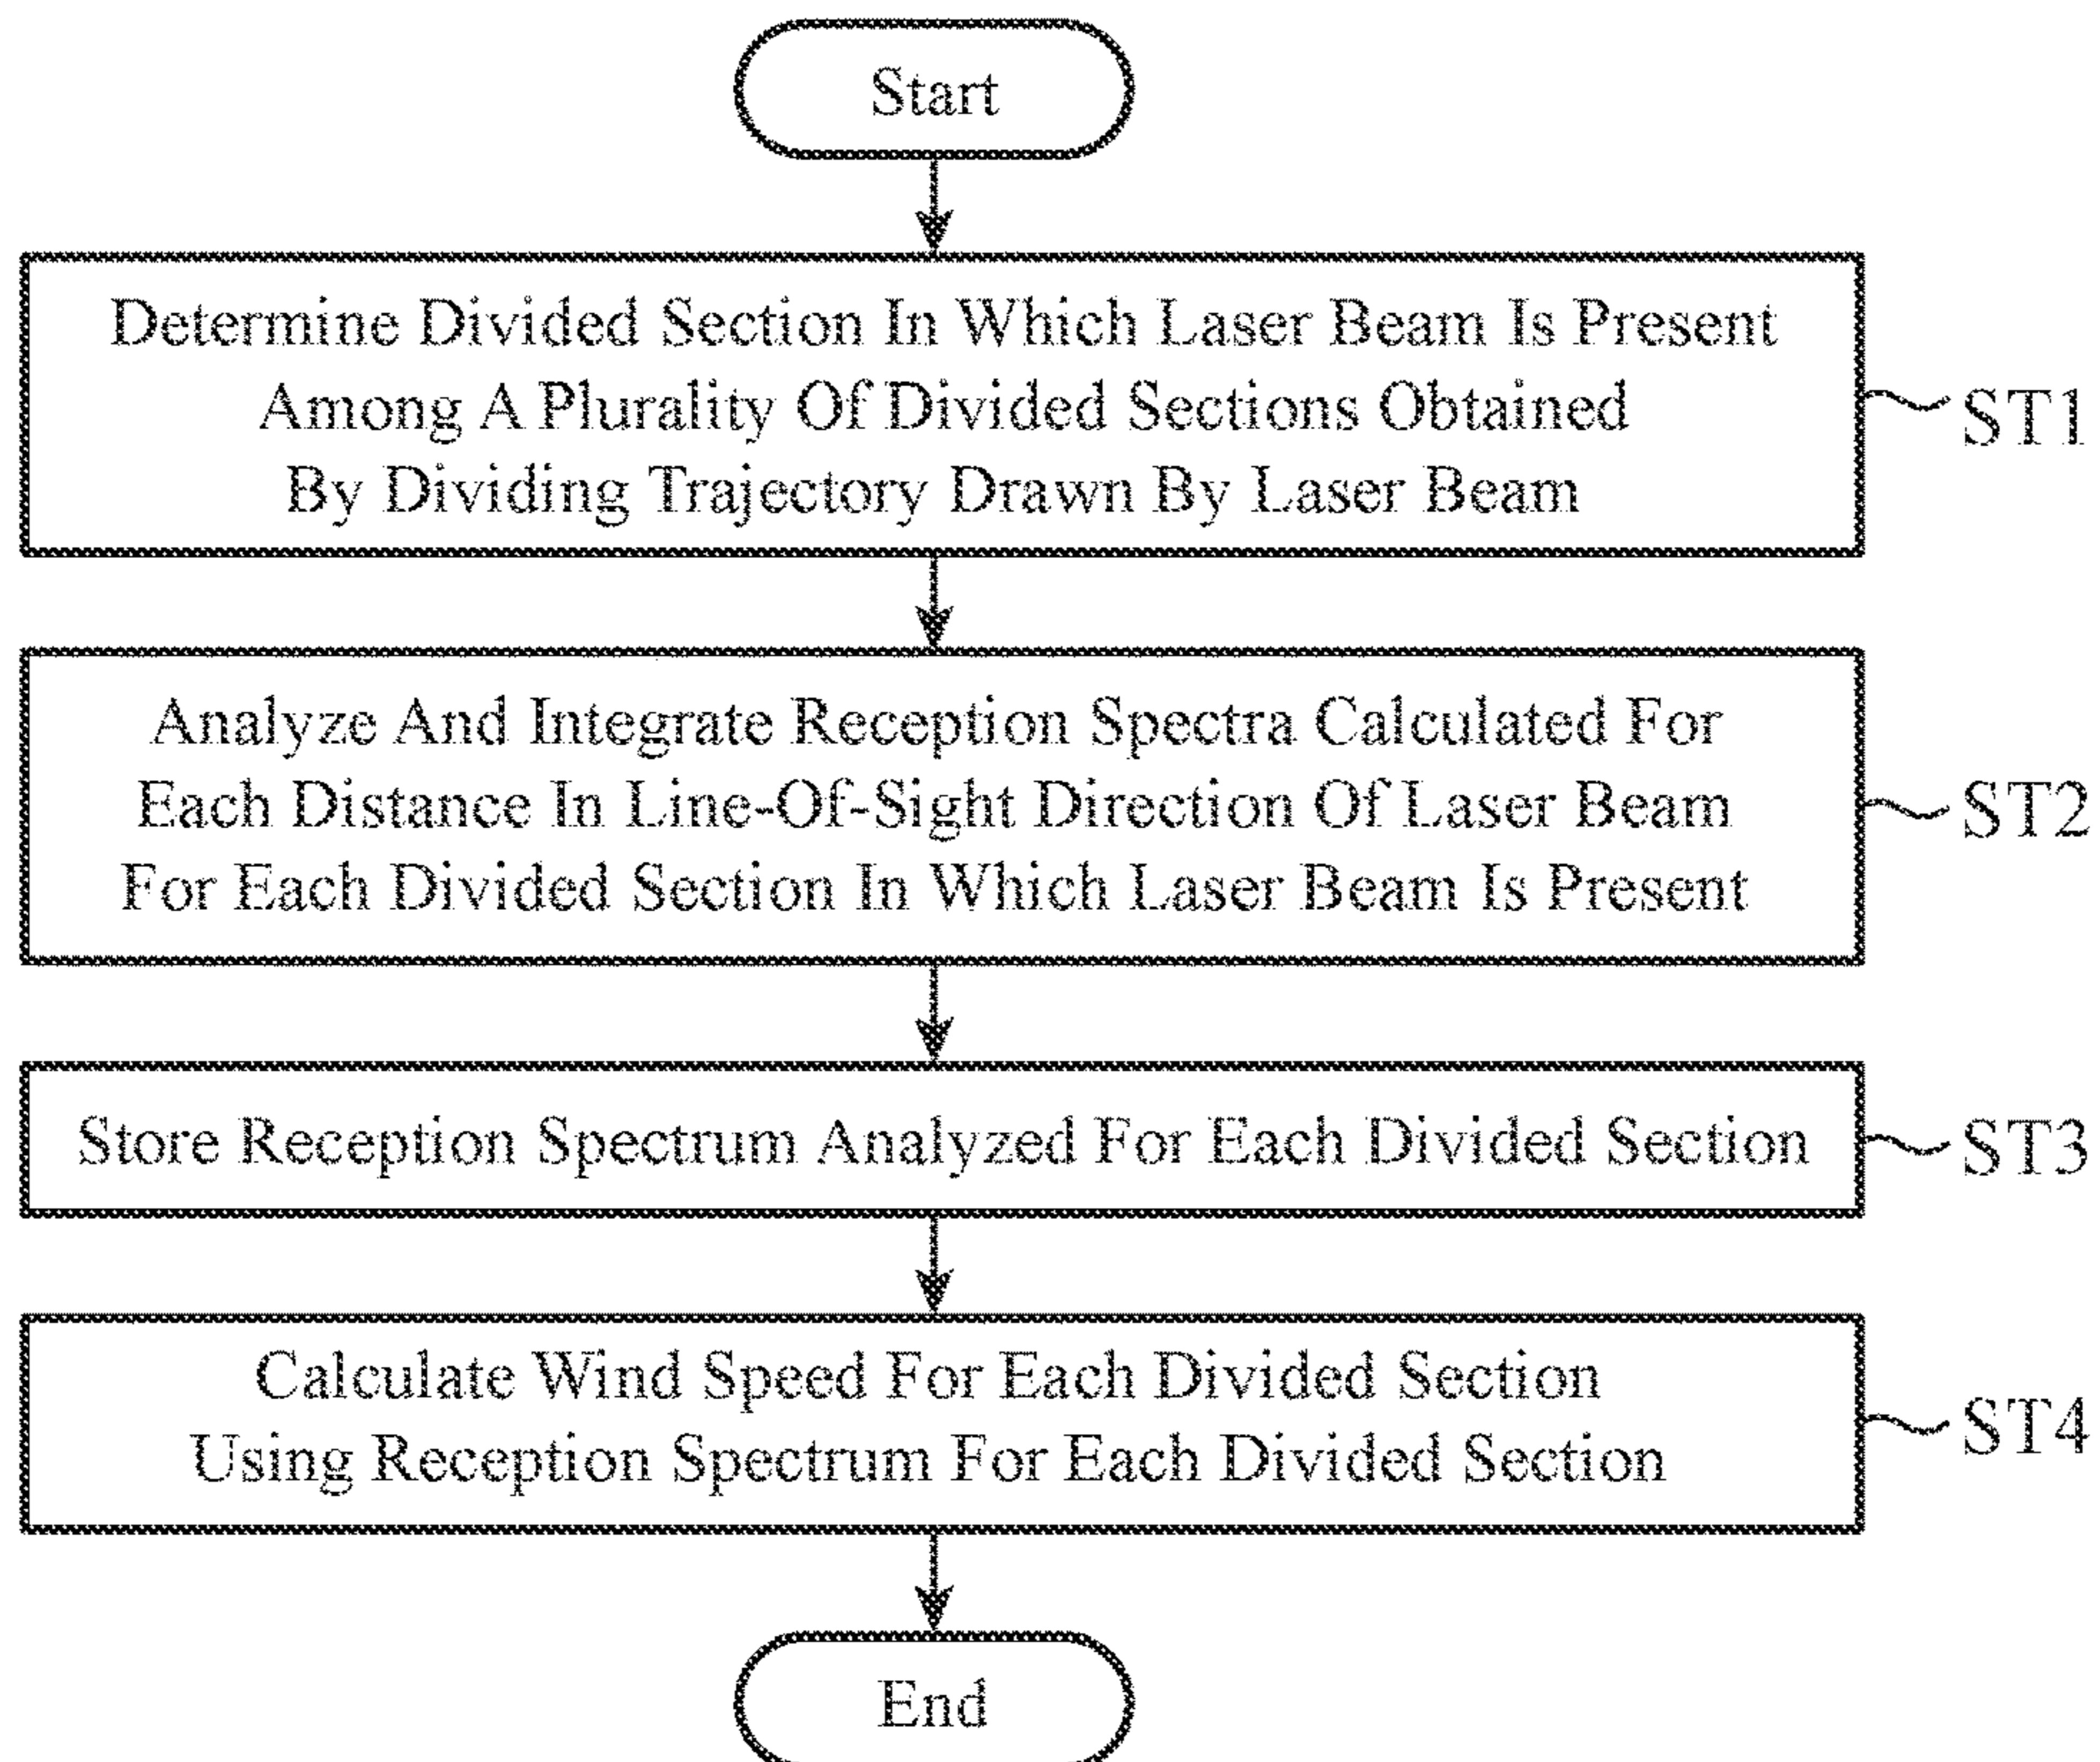 Start
Determine Divided Section In Which Laser Beam Is Present
Among A Plurality Of Divided Sections Obtained
By Dividing Trajectory Drawn By Laser Beam
ST1
Analyze And Integrate Reception Spectra Calculated For
Each Distance In Line-Of-Sight Direction Of Laser Beam
For Each Divided Section In Which Laser Beam Is Present
ST2
Store Reception Spectrum Analyzed For Each Divided Section
ST3
Calculate Wind Speed For Each Divided Section
Using Reception Spectrum For Each Divided Section
ST4
End